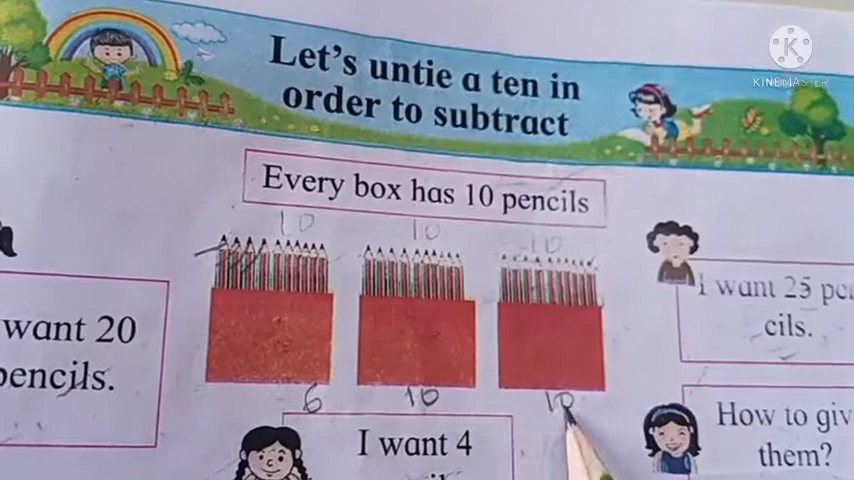 KINEMASTER
Let's untie a ten in
order to subtract
Every box has 10 pencils
10 10 10
want 20
pencils.
I want 25 pen
cils.
6 10 10
I want 4
How to giv
them?